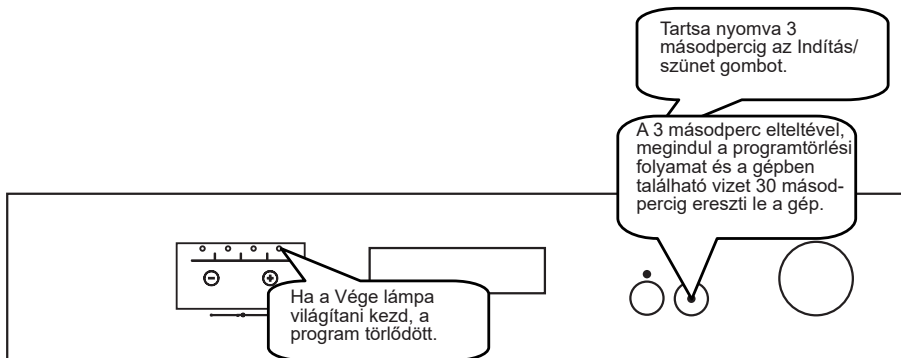 Tartsa nyomva 3
másodpercig az Indítás/
szünet gombot.
A 3 másodperc elteltével,
megindul a programtörlési
folyamat és a gépben
található vizet 30 másod-
percig ereszti le a gép.
Ha a Vége lámpa
világítani kezd, a
program törlődött.